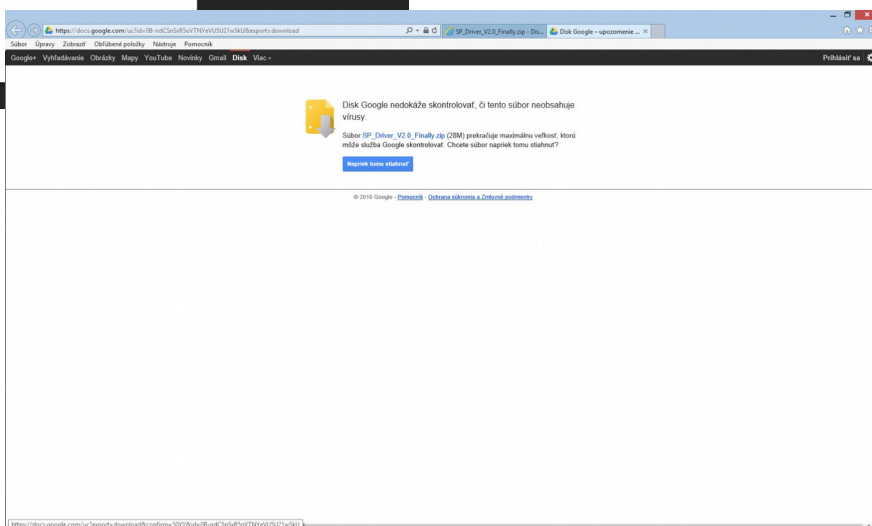 https://docs.google.com/uc?id=0B-ndCSnSxR5oVTNYeVU5U21wSkU&export=download
SP_Driver_V2.0_Finally.zip - Dis...
Disk Google – upozornenie ...
Súbor Úpravy Zobraziť Obľúbené položky Nástroje Pomocník
Google+ Vyhľadávanie Obrázky Mapy YouTube Novinky Gmail Disk Viac
Prihlásiť sa
Disk Google nedokáže skontrolovať, či tento súbor neobsahuje
vírusy.
Súbor SP_Driver_V2.0_Finally.zip (28M) prekračuje maximálnu veľkosť, ktorú
môže služba Google skontrolovať. Chcete súbor napriek tomu stiahnuť?
Napriek tomu stiahnuť
© 2016 Google - Pomocník - Ochrana súkromia a Zmluvné podmienky